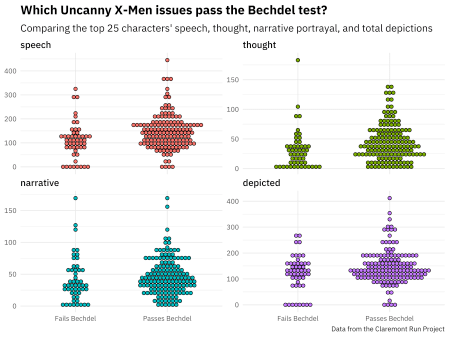 Which Uncanny X-Men issues pass the Bechdel test?
Comparing the top 25 characters' speech, thought, narrative portrayal, and total depictions
speech
400
300
200
100
0
thought
150
100
50
0
narrative
150
100
50
0
Fails Bechdel Passes Bechdel
depicted
400
300
200
100
0
Fails Bechdel Passes Bechdel
Data from the Claremont Run Project